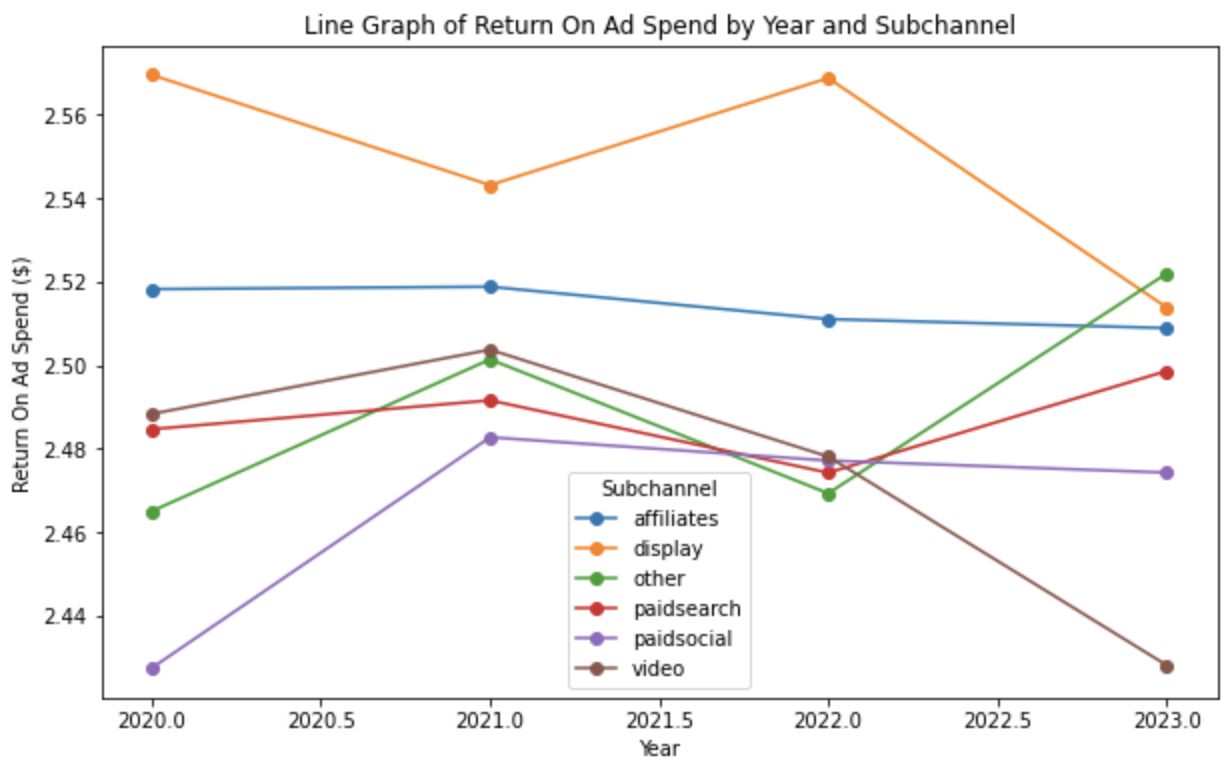 Line Graph of Return On Ad Spend by Year and Subchannel
Return On Ad Spend ($)
2.56
2.54
2.52
2.50
2.48
2.46
2.44
Subchannel
affiliates
display
other
paidsearch
paidsocial
video
2020.0 2020.5 2021.0 2021.5 2022.0 2022.5 2023.0
Year